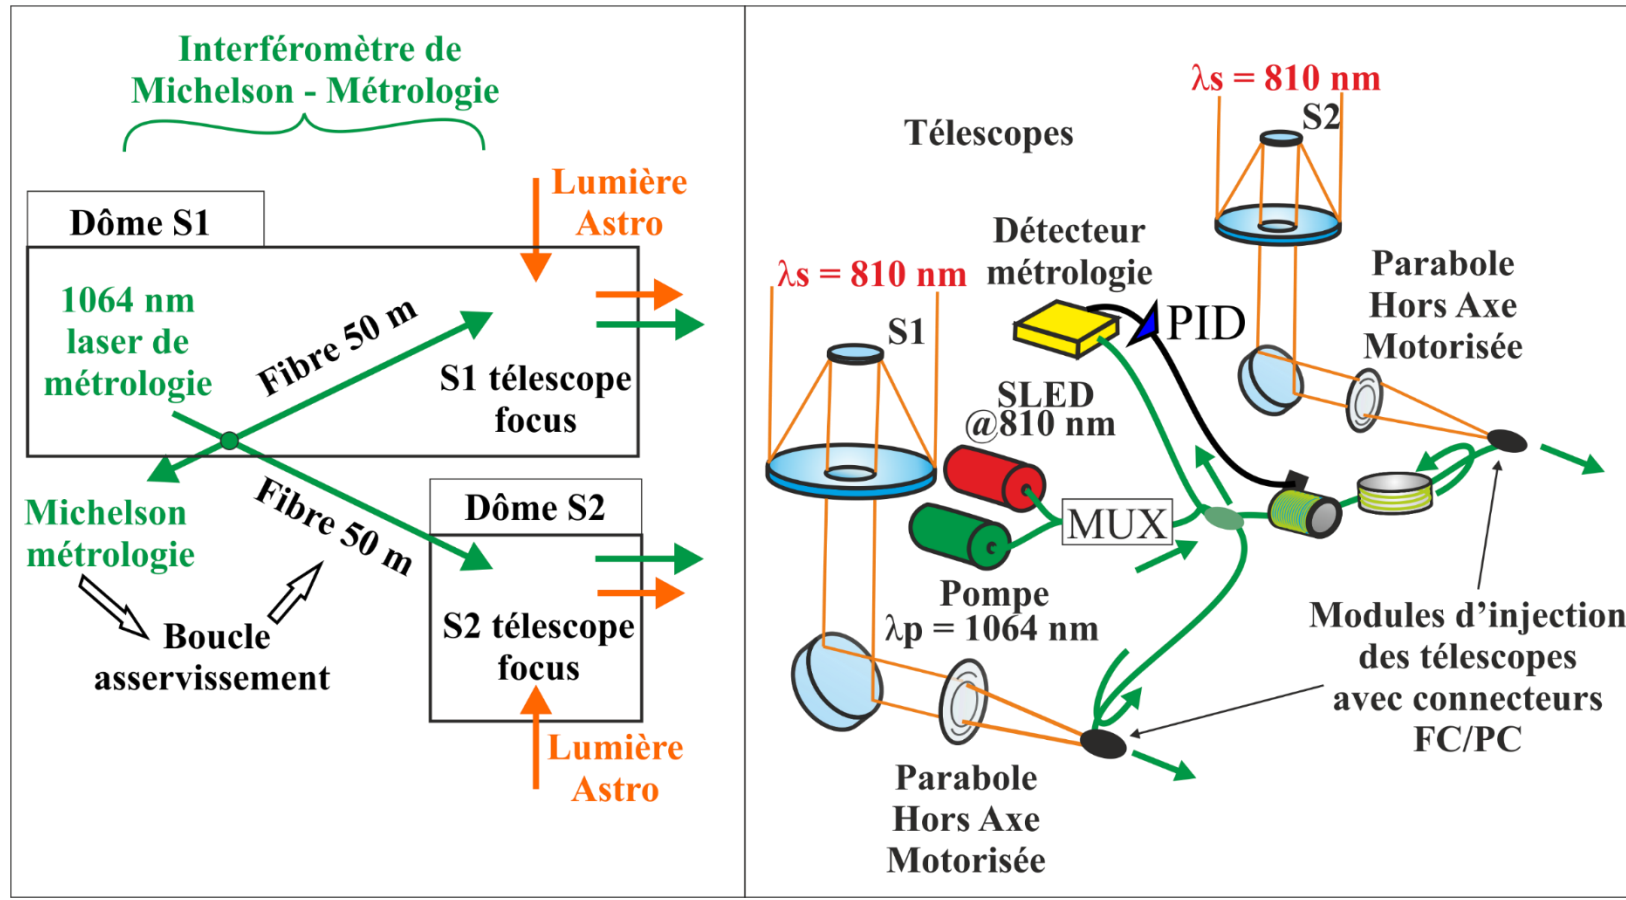 Interféromètre de
Michelson - Métrologie
Lumière
Astro
Dôme S1
1064 nm
laser de
métrologie
Fibre 50 m
S1 télescope
focus
Michelson
métrologie
Fibre 50 m
Dôme S2
S2 télescope
focus
Boucle
asservissement
Lumière
Astro
λs = 810 nm
S2
Télescopes
Détecteur
métrologie
λs = 810 nm
S1
PID
Parabole
Hors Axe
Motorisée
SLED
@810 nm
MUX
Pompe
λp = 1064 nm
Modules d’injection
des télescopes
avec connecteurs
FC/PC
Parabole
Hors Axe
Motorisée